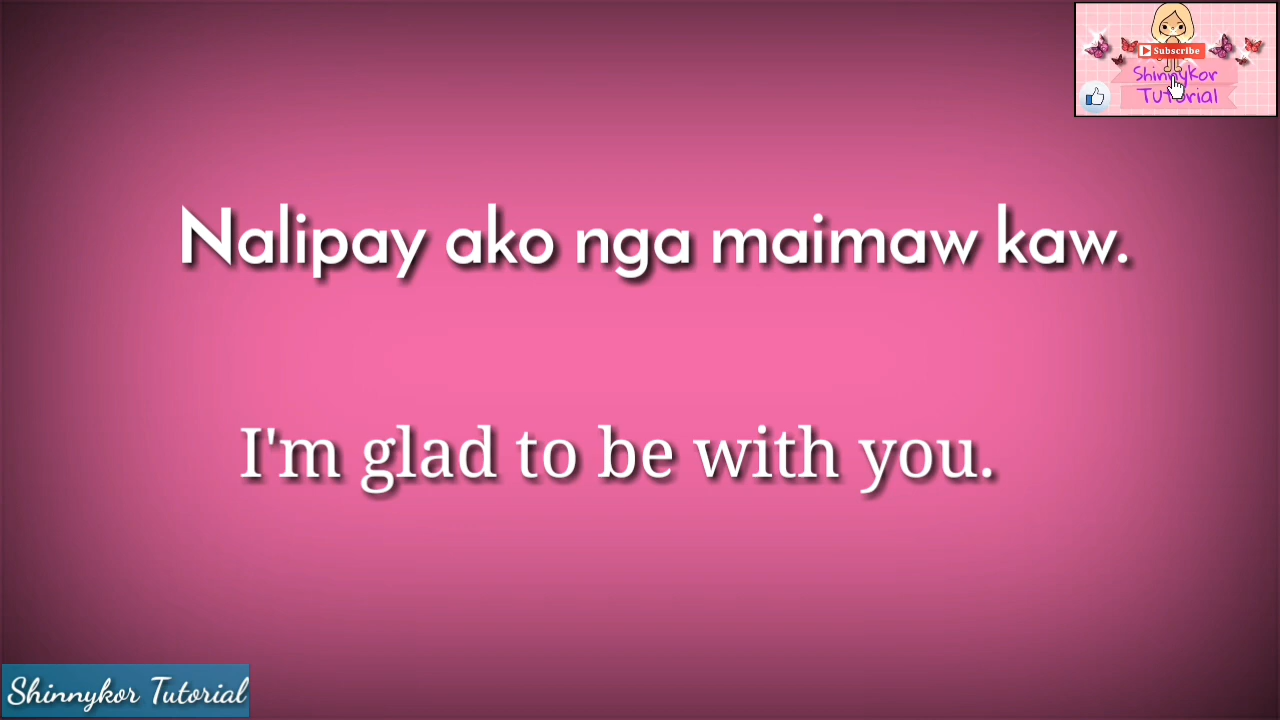 Subscribe
Shinnykor
Tutorial
Nalipay ako nga maimaw kaw.
I'm glad to be with you.
Shinnykor Tutorial